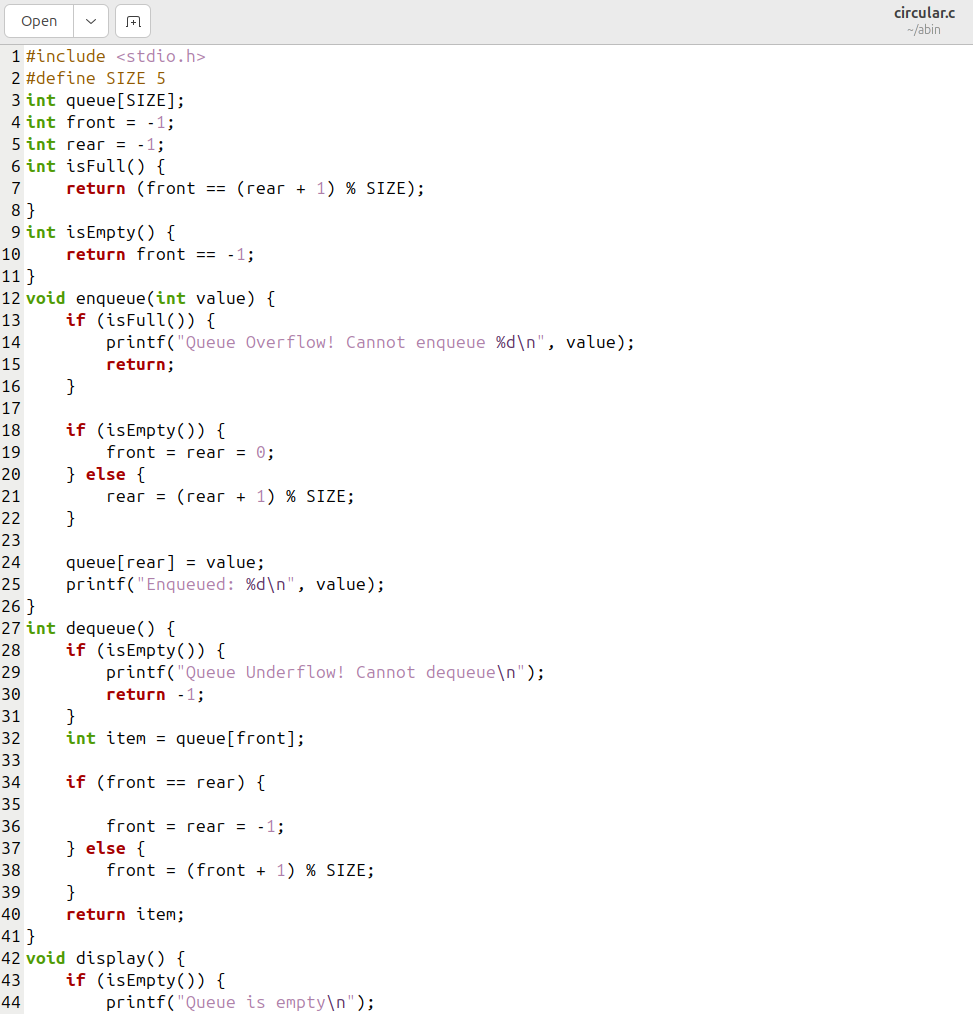 Open
circular.c
~/abin
1 #include <stdio.h>
2 #define SIZE 5
3 int queue[SIZE];
4 int front = -1;
5 int rear = -1;
6 int isFull() {
7     return (front == (rear + 1) % SIZE);
8 }
9 int isEmpty() {
10     return front == -1;
11 }
12 void enqueue(int value) {
13     if (isFull()) {
14         printf("Queue Overflow! Cannot enqueue %d\n", value);
15         return;
16     }
17
18     if (isEmpty()) {
19         front = rear = 0;
20     } else {
21         rear = (rear + 1) % SIZE;
22     }
23
24     queue[rear] = value;
25     printf("Enqueued: %d\n", value);
26 }
27 int dequeue() {
28     if (isEmpty()) {
29         printf("Queue Underflow! Cannot dequeue\n");
30         return -1;
31     }
32     int item = queue[front];
33
34     if (front == rear) {
35
36         front = rear = -1;
37     } else {
38         front = (front + 1) % SIZE;
39     }
40     return item;
41 }
42 void display() {
43     if (isEmpty()) {
44         printf("Queue is empty\n");